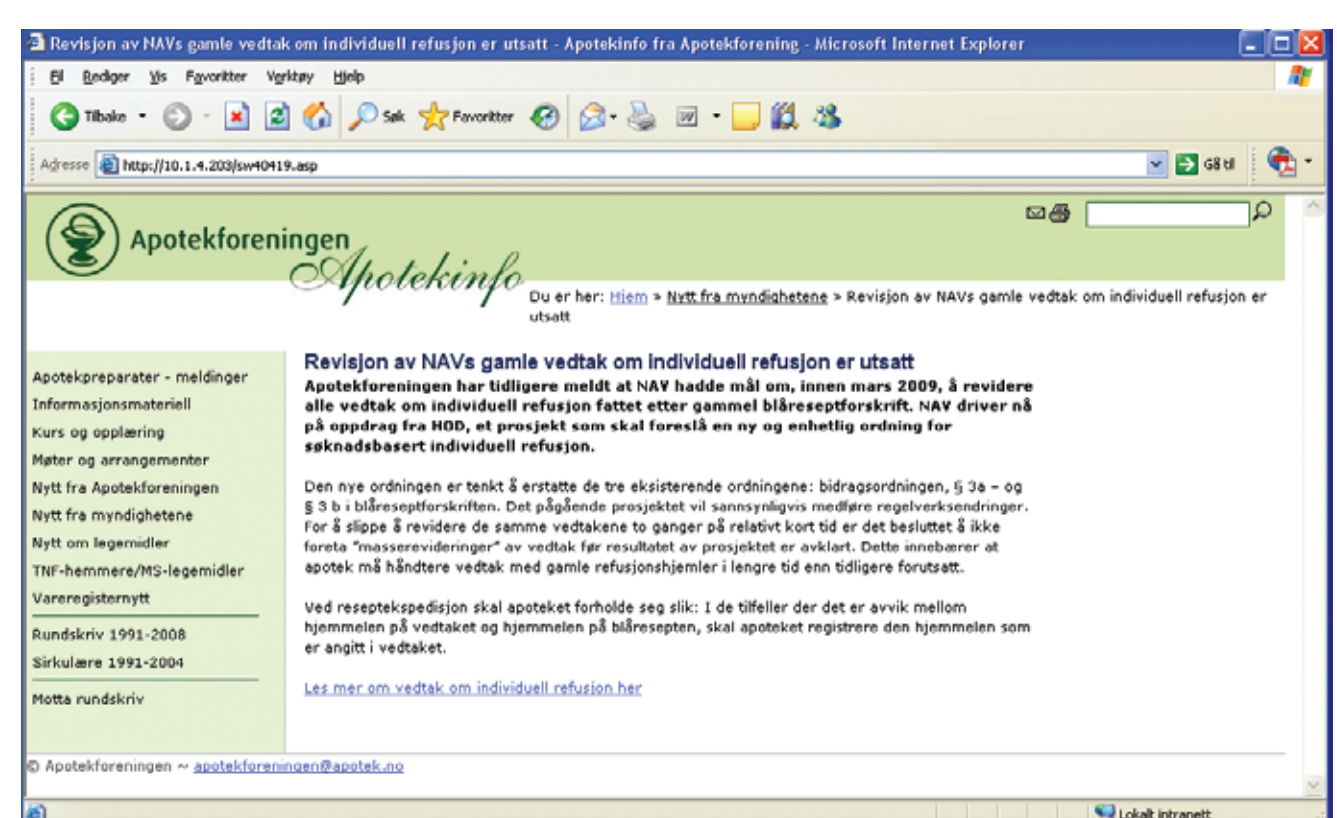 Revisjon av NAVs gamle vedtak om individuell refusjon er utsatt - Apotekinfo fra Apotekforening - Microsoft Internet Explorer
Fil Rediger Vis Favoritter Verktøy Hjelp
Tilbake Søk Favoritter
Adresse http://10.1.4.203/sw40419.asp Gå til
Apotekforeningen
Apotekinfo
Du er her: Hjem » Nytt fra myndighetene » Revisjon av NAVs gamle vedtak om individuell refusjon er
utsatt
Apotekpreparater - meldinger
Informasjonsmateriell
Kurs og opplæring
Møter og arrangementer
Nytt fra Apotekforeningen
Nytt fra myndighetene
Nytt om legemidler
TNF-hemmere/MS-legemidler
Vareregisternytt
Rundskriv 1991-2008
Sirkulære 1991-2004
Motta rundskriv
Revisjon av NAVs gamle vedtak om individuell refusjon er utsatt
Apotekforeningen har tidligere meldt at NAV hadde mål om, innen mars 2009, å revidere
alle vedtak om individuell refusjon fattet etter gammel blåreseptforskrift. NAV driver nå
på oppdrag fra HOD, et prosjekt som skal foreslå en ny og enhetlig ordning for
søknadsbasert individuell refusjon.
Den nye ordningen er tenkt å erstatte de tre eksisterende ordningene: bidragsordningen, § 3a – og
§ 3 b i blåreseptforskriften. Det pågående prosjektet vil sannsynligvis medføre regelverksendringer.
For å slippe å revidere de samme vedtakene to ganger på relativt kort tid er det besluttet å ikke
foreta "masserevideringer" av vedtak før resultatet av prosjektet er avklart. Dette innebærer at
apotek må håndtere vedtak med gamle refusjonshjemler i lengre tid enn tidligere forutsatt.
Ved reseptekspedisjon skal apoteket forholde seg slik: I de tilfeller der det er avvik mellom
hjemmelen på vedtaket og hjemmelen på blåresepten, skal apoteket registrere den hjemmelen som
er angitt i vedtaket.
Les mer om vedtak om individuell refusjon her
© Apotekforeningen ~ apotekforeningen@apotek.no
Lokalt intranett